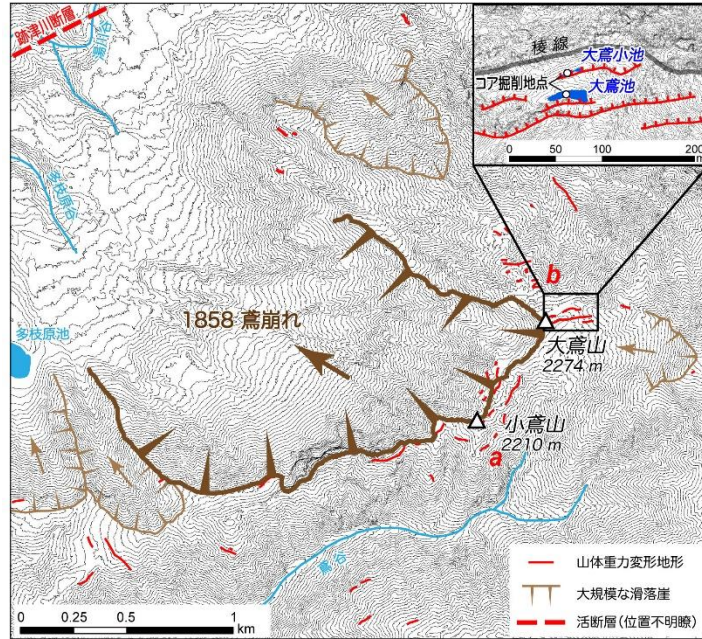 跡津川断層
湯川谷
多枝原谷
多枝原池
1858 鳶崩れ
稜線
大鳶小池
コア掘削地点
大鳶池
0 50 100 200
m
b
大鳶山
2274 m
小鳶山
2210 m
a
鳶谷
0 0.25 0.5 1
km
山体重力変形地形
大規模な滑落崖
活断層(位置不明瞭)